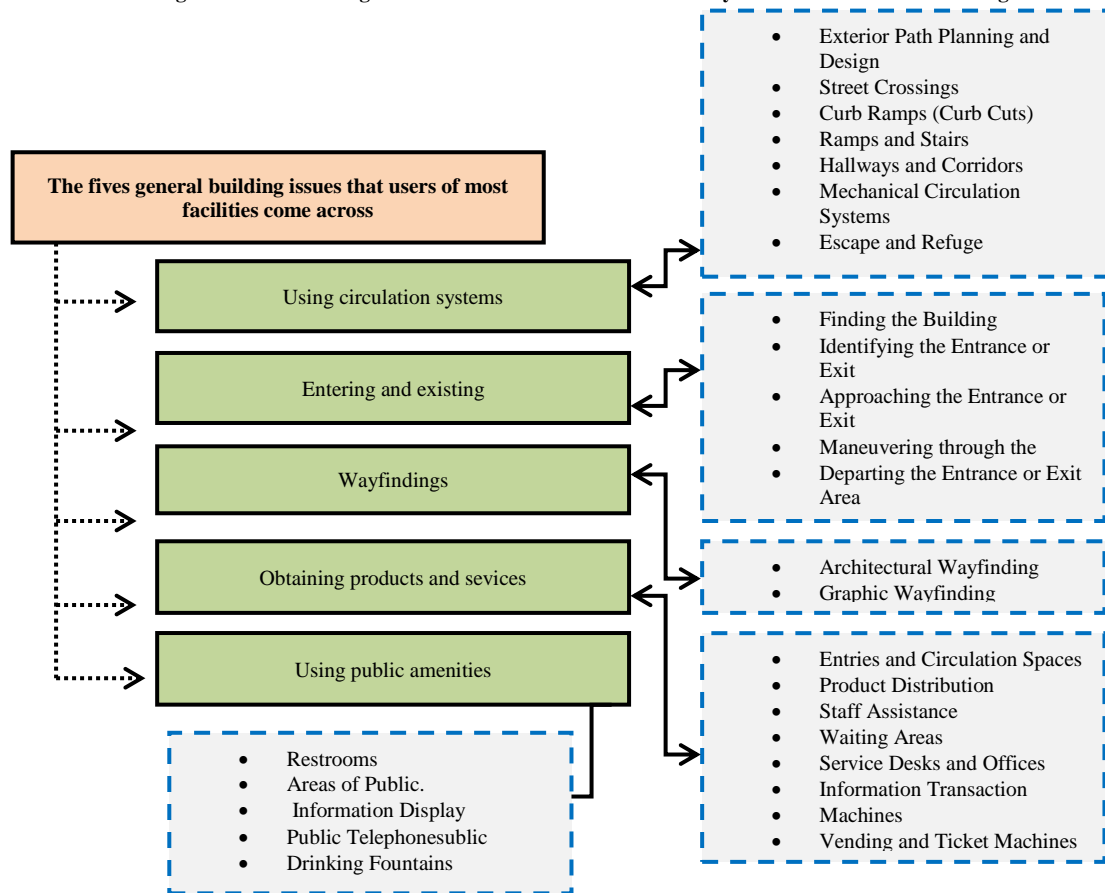 Exterior Path Planning and
Design
Street Crossings
Curb Ramps (Curb Cuts)
Ramps and Stairs
Hallways and Corridors
Mechanical Circulation
Systems
Escape and Refuge
The fives general building issues that users of most
facilities come across
Using circulation systems
Finding the Building
Identifying the Entrance or
Exit
Approaching the Entrance or
Exit
Maneuvering through the
Departing the Entrance or Exit
Area
Entering and existing
Wayfindings
Architectural Wayfinding
Graphic Wayfinding
Obtaining products and sevices
Entries and Circulation Spaces
Product Distribution
Staff Assistance
Waiting Areas
Service Desks and Offices
Information Transaction
Machines
Vending and Ticket Machines
Using public amenities
Restrooms
Areas of Public.
Information Display
Public Telephonesublic
Drinking Fountains